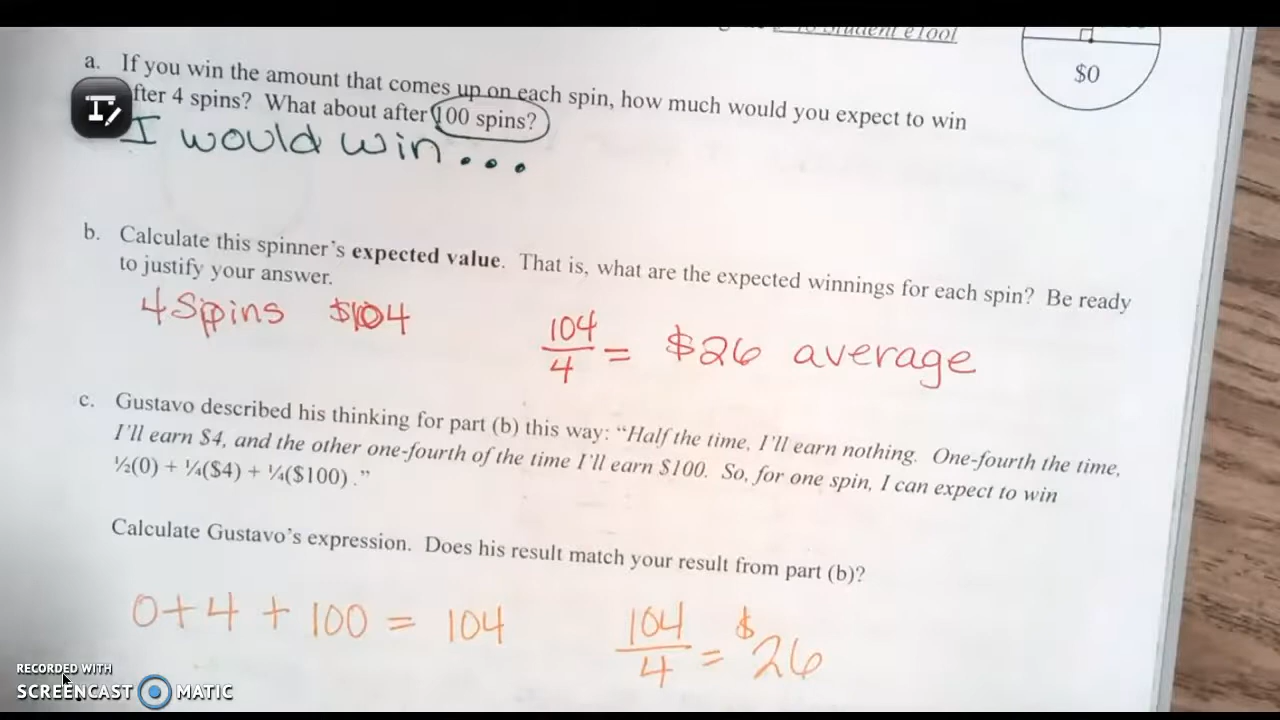 Student eTool
a. If you win the amount that comes up on each spin, how much would you expect to win
fter 4 spins? What about after 100 spins?
$0
I would win...
b. Calculate this spinner's expected value. That is, what are the expected winnings for each spin? Be ready
to justify your answer.
4 Spins $104
104/4 = $26 average
c. Gustavo described his thinking for part (b) this way: “Half the time, I'll earn nothing. One-fourth the time,
I'll earn $4, and the other one-fourth of the time I'll earn $100. So, for one spin, I can expect to win
½(0) + ¼($4) + ¼($100) .”
Calculate Gustavo's expression. Does his result match your result from part (b)?
0 + 4 + 100 = 104
104/4 = $26
RECORDED WITH
SCREENCAST MATIC